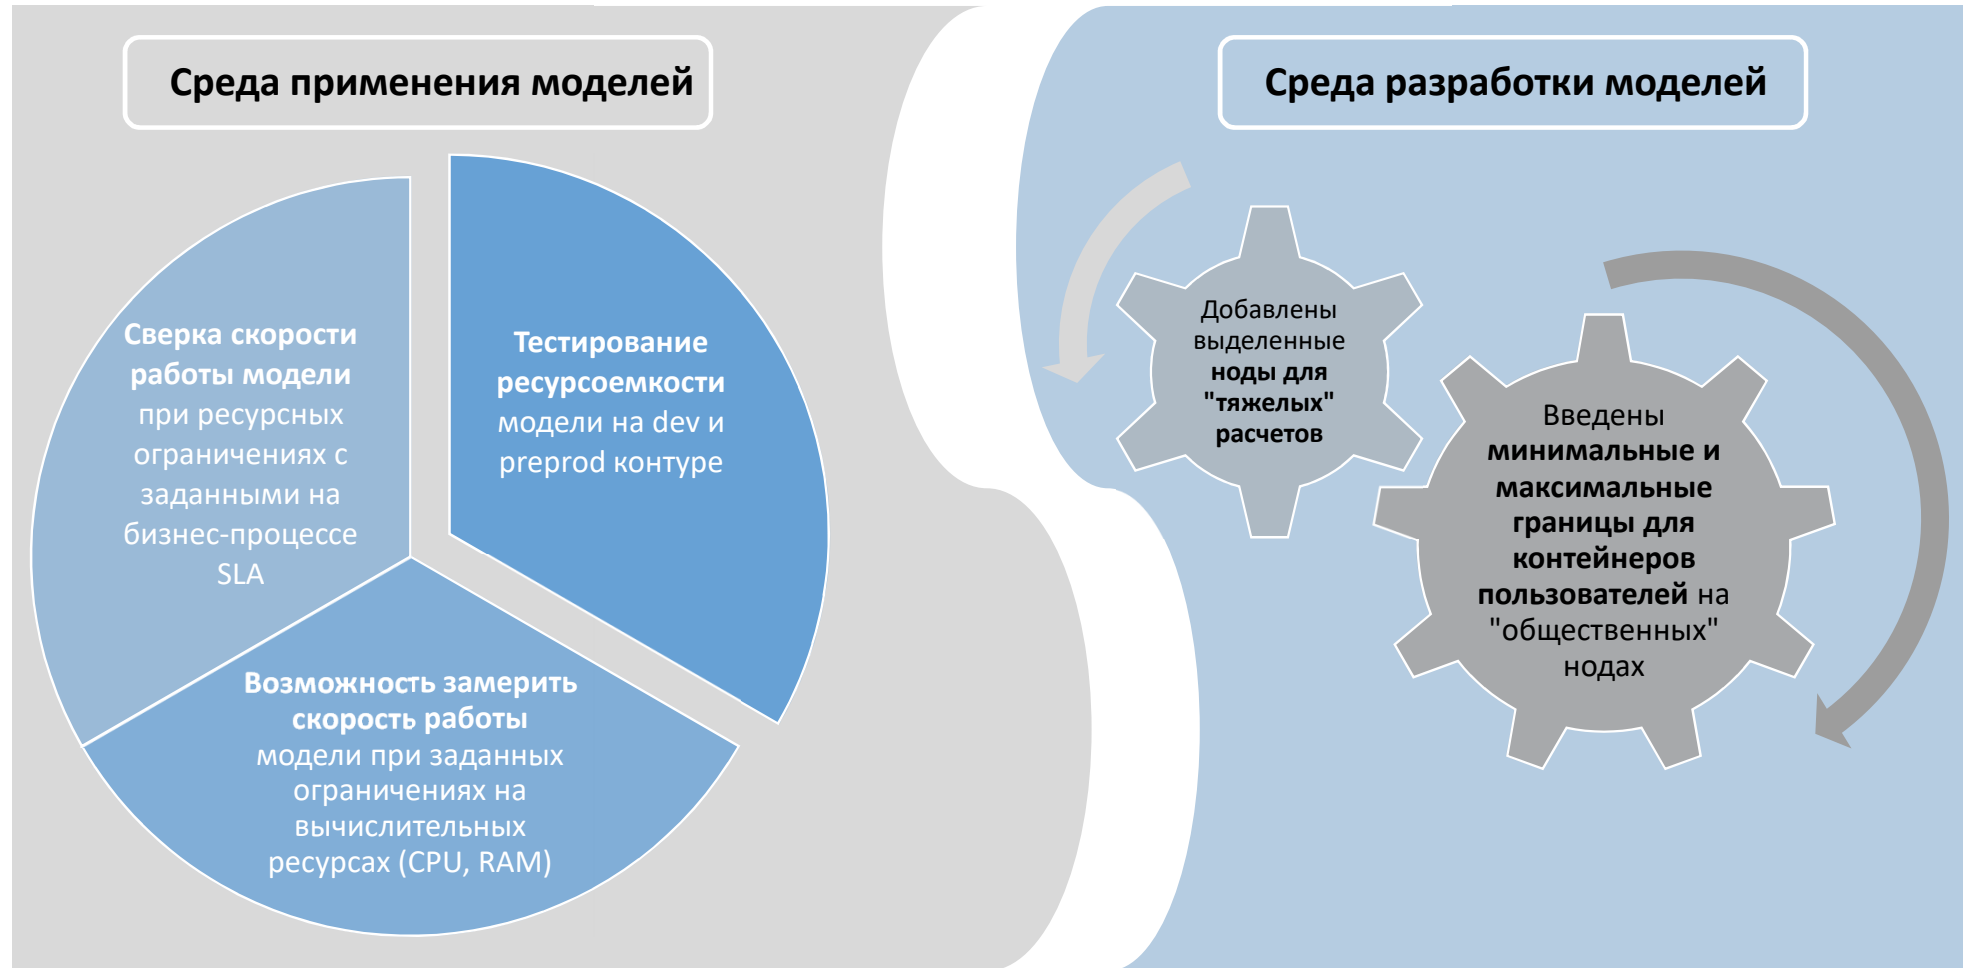 Среда применения моделей
Сверка скорости
работы модели
при ресурсных
ограничениях с
заданными на
бизнес-процессе
SLA
Тестирование
ресурсоемкости
модели на dev и
preprod контуре
Возможность замерить
скорость работы
модели при заданных
ограничениях на
вычислительных
ресурсах (CPU, RAM)
Среда разработки моделей
Добавлены
выделенные
ноды для
"тяжелых"
расчетов
Введены
минимальные и
максимальные
границы для
контейнеров
пользователей на
"общественных"
нодах